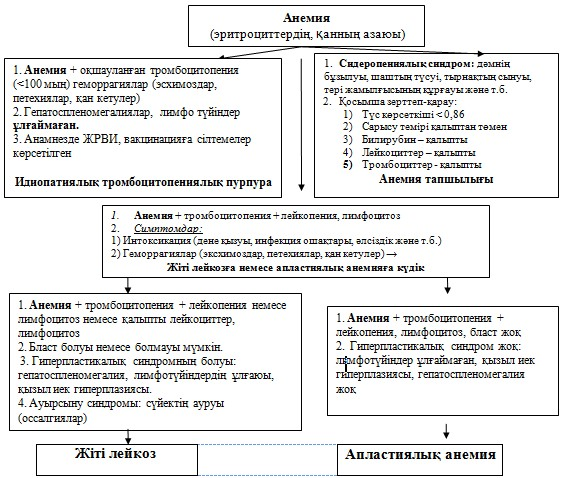 Анемия
(эритроциттердің, қанның азаюы)
1. Анемия + оқшауланған тромбоцитопения
(<100 мың) геморрагиялар (эсхимоздар,
петехиялар, қан кетулер)
2. Гепатоспленомегалиялар, лимфо түйіндер
ұлғаймаған.
3. Анамнезде ЖРВИ, вакцинацияға сілтемелер
көрсетілген
Идиопатиялық тромбоцитопениялық пурпура
1. Сидеропениялық синдром: дәмнің
бұзылуы, шаштың түсуі, тырнақтың сынуы,
тері жамылғысының құрғауы және т.б.
2. Қосымша зерттеп-қарау:
1) Түс көрсеткіші < 0,86
2) Сарысу темірі қалыптан төмен
3) Билирубин – қалыпты
4) Лейкоциттер – қалыпты
5) Тромбоциттер - қалыпты
Анемия тапшылығы
1. Анемия + тромбоцитопения + лейкопения, лимфоцитоз
2. Симптомдар:
1) Интоксикация (дене қызуы, инфекция ошақтары, әлсіздік және т.б.)
2) Геморрагиялар (эксхимоздар, петехиялар, қан кетулер) →
Жіті лейкозға немесе апластиялық анемияға күдік
1. Анемия + тромбоцитопения + лейкопения немесе
лимфоцитоз немесе қалыпты лейкоциттер,
лимфоцитоз
2. Бласт болуы немесе болмауы мүмкін.
3. Гиперпластикалық синдромның болуы:
гепатоспленомегалия, лимфотүйіндердің ұлғаюы,
қызыл иек гиперплазиясы.
4. Ауырсыну синдромы: сүйектің ауруы
(оссалгиялар)
1. Анемия + тромбоцитопения +
лейкопения, лимфоцитоз, бласт жоқ
2. Гиперпластикалық синдром жоқ:
лимфотүйіндер ұлғаймаған, қызыл иек
гиперплазиясы, гепатоспленомегалия
жоқ
Жіті лейкоз
Апластиялық анемия